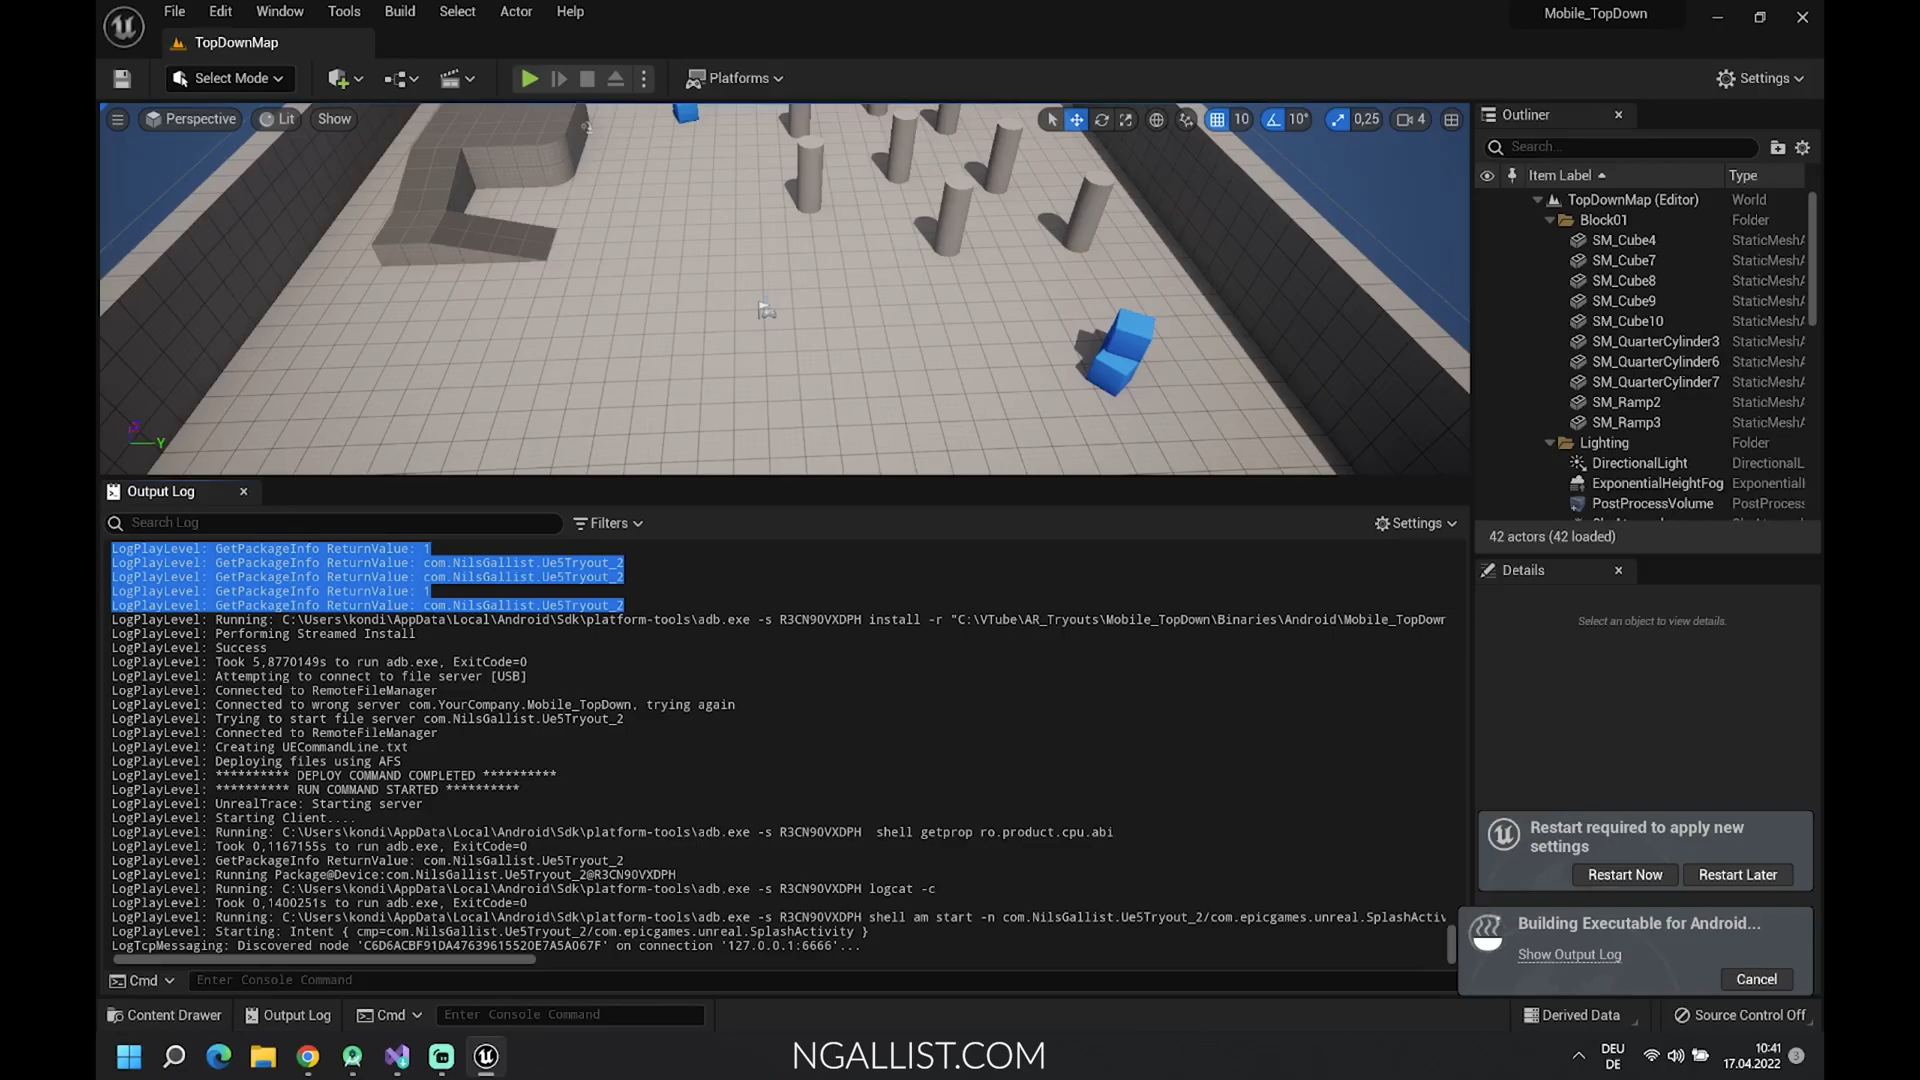 File Edit Window Tools Build Select Actor Help
Mobile_TopDown
TopDownMap
Select Mode
Platforms
Settings
Perspective Lit Show
10 10° 0,25 4
Outliner
Search...
Item Label Type
TopDownMap (Editor) World
Block01 Folder
SM_Cube4 StaticMeshA
SM_Cube7 StaticMeshA
SM_Cube8 StaticMeshA
SM_Cube9 StaticMeshA
SM_Cube10 StaticMeshA
SM_QuarterCylinder3 StaticMeshA
SM_QuarterCylinder6 StaticMeshA
SM_QuarterCylinder7 StaticMeshA
SM_Ramp2 StaticMeshA
SM_Ramp3 StaticMeshA
Lighting Folder
DirectionalLight DirectionalL
ExponentialHeightFog Exponential
PostProcessVolume PostProcess
42 actors (42 loaded)
Details
Select an object to view details.
Y
Output Log
Search Log
Filters
Settings
LogPlayLevel: GetPackageInfo ReturnValue: 1
LogPlayLevel: GetPackageInfo ReturnValue: com.NilsGallist.Ue5Tryout_2
LogPlayLevel: GetPackageInfo ReturnValue: com.NilsGallist.Ue5Tryout_2
LogPlayLevel: GetPackageInfo ReturnValue: 1
LogPlayLevel: GetPackageInfo ReturnValue: com.NilsGallist.Ue5Tryout_2
LogPlayLevel: Running: C:\Users\kondi\AppData\Local\Android\Sdk\platform-tools\adb.exe -s R3CN90VXDPH install -r "C:\VTube\AR_Tryouts\Mobile_TopDown\Binaries\Android\Mobile_TopDown
LogPlayLevel: Performing Streamed Install
LogPlayLevel: Success
LogPlayLevel: Took 5,8770149s to run adb.exe, ExitCode=0
LogPlayLevel: Attempting to connect to file server [USB]
LogPlayLevel: Connected to RemoteFileManager
LogPlayLevel: Connected to wrong server com.YourCompany.Mobile_TopDown, trying again
LogPlayLevel: Trying to start file server com.NilsGallist.Ue5Tryout_2
LogPlayLevel: Connected to RemoteFileManager
LogPlayLevel: Creating UECommandLine.txt
LogPlayLevel: Deploying files using AFS
LogPlayLevel: ********** DEPLOY COMMAND COMPLETED **********
LogPlayLevel: ********** RUN COMMAND STARTED **********
LogPlayLevel: UnrealTrace: Starting server
LogPlayLevel: Starting Client....
LogPlayLevel: Running: C:\Users\kondi\AppData\Local\Android\Sdk\platform-tools\adb.exe -s R3CN90VXDPH  shell getprop ro.product.cpu.abi
LogPlayLevel: Took 0,1167155s to run adb.exe, ExitCode=0
LogPlayLevel: GetPackageInfo ReturnValue: com.NilsGallist.Ue5Tryout_2
LogPlayLevel: Running Package@Device:com.NilsGallist.Ue5Tryout_2@R3CN90VXDPH
LogPlayLevel: Running: C:\Users\kondi\AppData\Local\Android\Sdk\platform-tools\adb.exe -s R3CN90VXDPH logcat -c
LogPlayLevel: Took 0,1400251s to run adb.exe, ExitCode=0
LogPlayLevel: Running: C:\Users\kondi\AppData\Local\Android\Sdk\platform-tools\adb.exe -s R3CN90VXDPH shell am start -n com.NilsGallist.Ue5Tryout_2/com.epicgames.unreal.SplashActiv
LogPlayLevel: Starting: Intent { cmp=com.NilsGallist.Ue5Tryout_2/com.epicgames.unreal.SplashActivity }
LogTcpMessaging: Discovered node 'C6D6ACBF91DA47639615520E7A5A067F' on connection '127.0.0.1:6666'...
Restart required to apply new
settings
Restart Now Restart Later
Building Executable for Android...
Show Output Log
Cancel
Cmd Enter Console Command
Content Drawer Output Log Cmd Enter Console Command
Derived Data Source Control Off
NGALLIST.COM
DEU
DE
10:41
17.04.2022
3